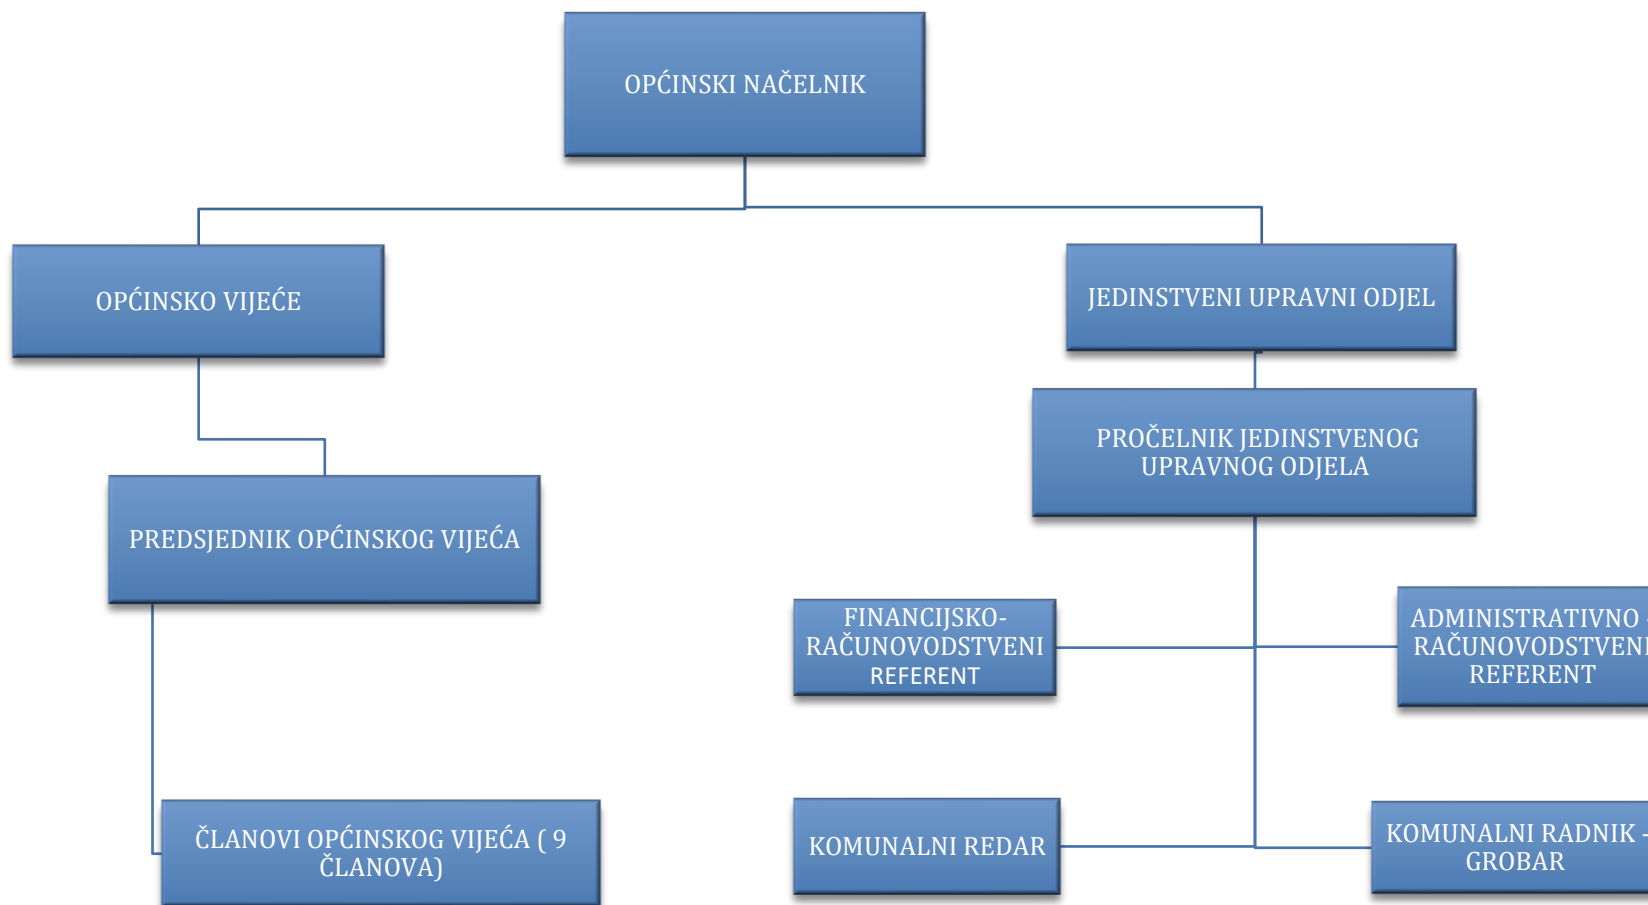 OPĆINSKI NAČELNIK
OPĆINSKO VIJEĆE
JEDINSTVENI UPRAVNI ODJEL
PROČELNIK JEDINSTVENOG
UPRAVNOG ODJELA
PREDSJEDNIK OPĆINSKOG VIJEĆA
FINANCIJSKO-
RAČUNOVODSTVENI
REFERENT
ADMINISTRATIVNO -
RAČUNOVODSTVENI
REFERENT
ČLANOVI OPĆINSKOG VIJEĆA ( 9
ČLANOVA)
KOMUNALNI REDAR
KOMUNALNI RADNIK -
GROBAR